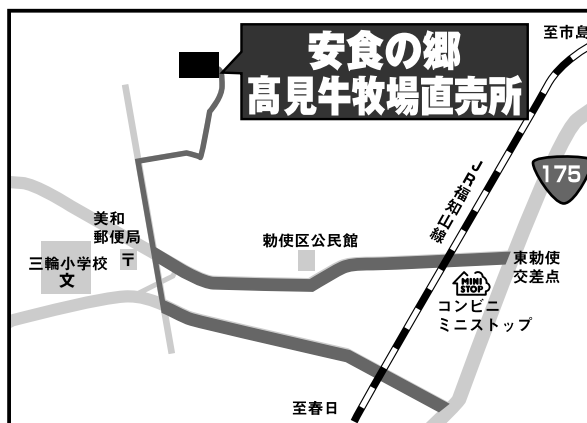 安食の郷
髙見牛牧場直売所
至市島
175
JR福知山線
美和
郵便局
〒
三輪小学校
文
勅使区公民館
東勅使
交差点
MINI
STOP
コンビニ
ミニストップ
至春日